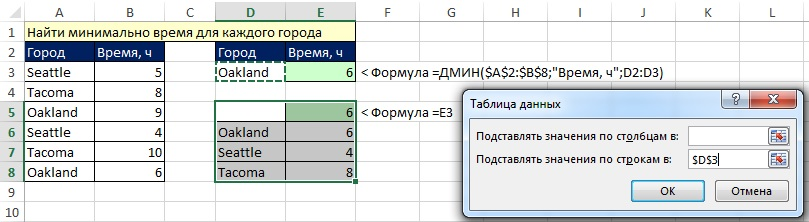 A B C D E F G H I J K L
1 Найти минимально время для каждого города
2 Город Время, ч Город Время, ч
3 Seattle 5 Oakland 6 < Формула =ДМИН($A$2:$B$8;"Время, ч";D2:D3)
4 Tacoma 8
5 Oakland 9 6 < Формула =E3
6 Seattle 4 Oakland 6
7 Tacoma 10 Seattle 4
8 Oakland 6 Tacoma 8
9
10
Таблица данных
Подставлять значения по столбцам в:
Подставлять значения по строкам в: $D$3
ОК Отмена